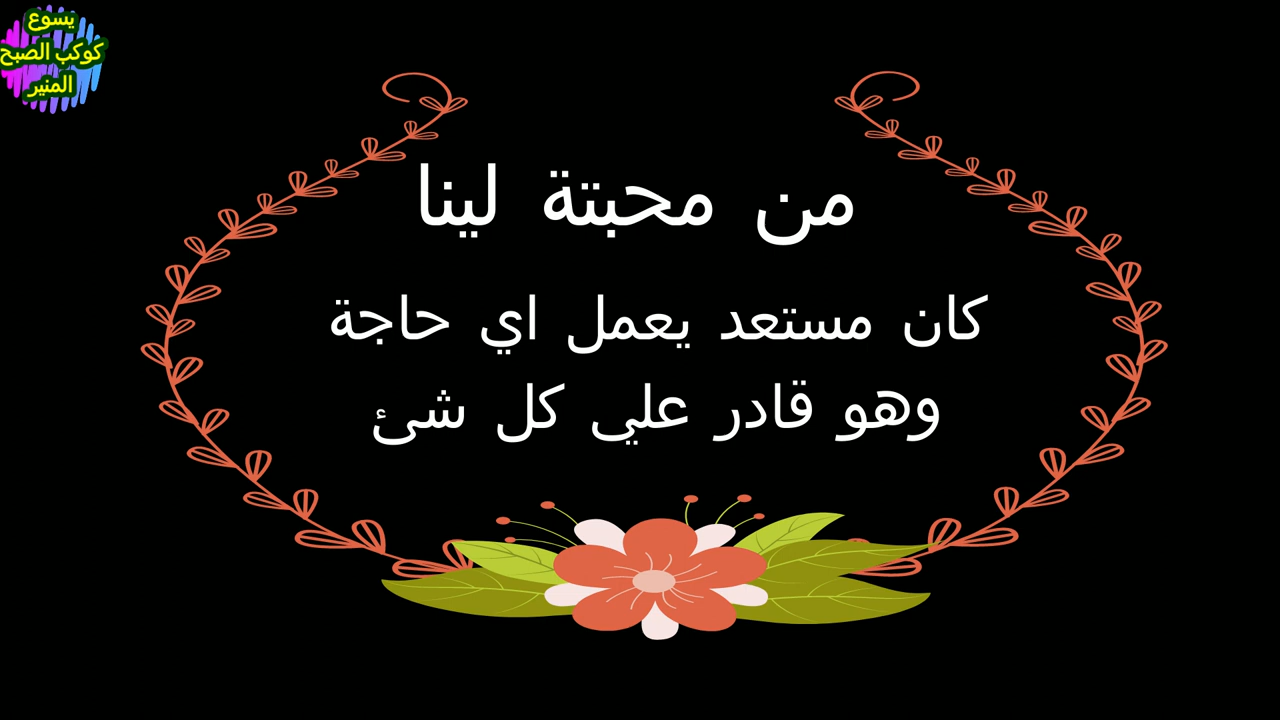 يسوع
كوكب الصبح
المنير
من محبتة لينا
كان مستعد يعمل اي حاجة
وهو قادر علي كل شئ